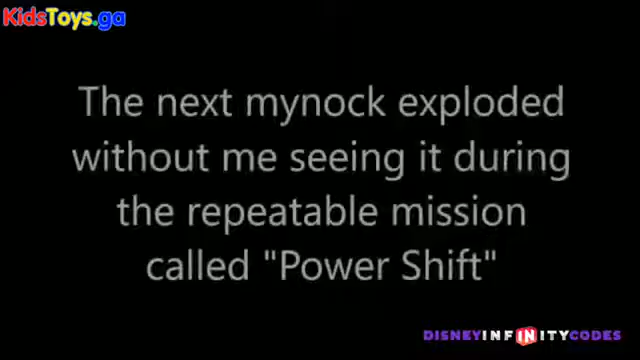 KidsToys.ga
The next mynock exploded
without me seeing it during
the repeatable mission
called "Power Shift"
DISNEYINFINITYCODES